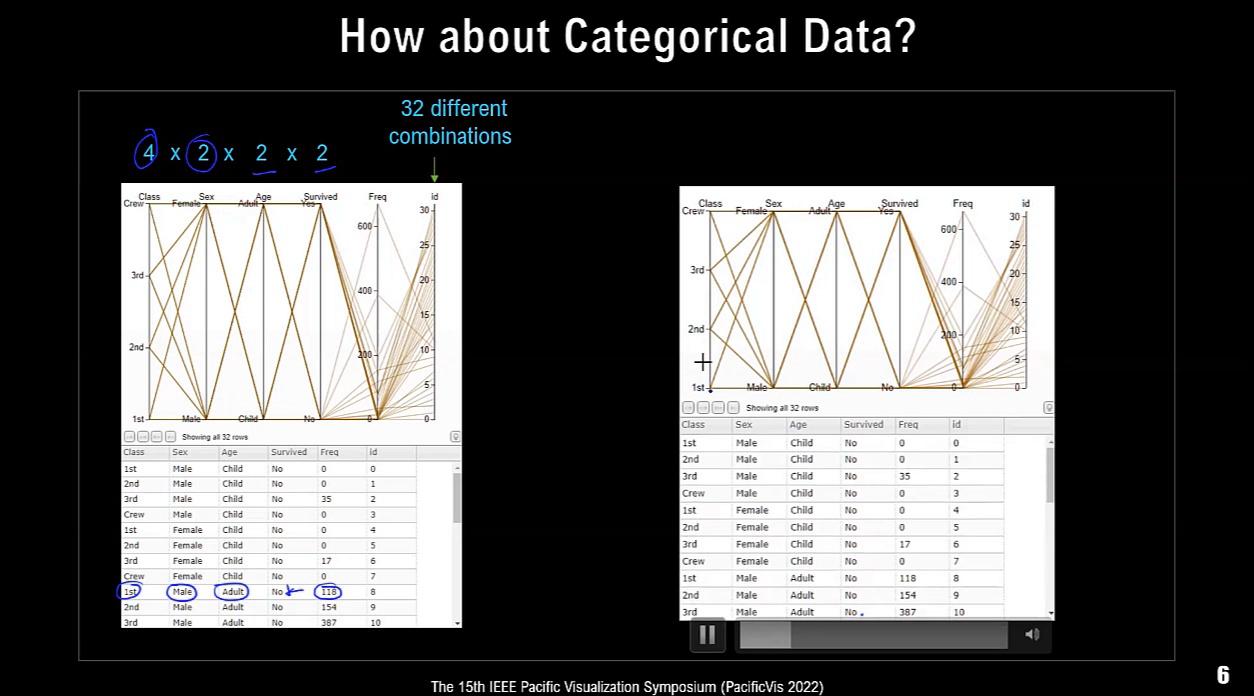 How about Categorical Data?
32 different
combinations
4 x 2 x 2 x 2
Class Sex Age Survived Freq id
Crew Female Adult Yes
30
600
25
3rd
20
400
15
2nd
10
200
5
1st Male Child No 0 0
Showing all 32 rows
Class Sex Age Survived Freq id
1st Male Child No 0 0
2nd Male Child No 0 1
3rd Male Child No 35 2
Crew Male Child No 0 3
1st Female Child No 0 4
2nd Female Child No 0 5
3rd Female Child No 17 6
Crew Female Child No 0 7
1st Male Adult No 118 8
2nd Male Adult No 154 9
3rd Male Adult No 387 10
Class Sex Age Survived Freq id
Crew Female Adult Yes
30
600
25
3rd
20
400
15
2nd
10
200
5
1st Male Child No 0 0
Showing all 32 rows
Class Sex Age Survived Freq id
1st Male Child No 0 0
2nd Male Child No 0 1
3rd Male Child No 35 2
Crew Male Child No 0 3
1st Female Child No 0 4
2nd Female Child No 0 5
3rd Female Child No 17 6
Crew Female Child No 0 7
1st Male Adult No 118 8
2nd Male Adult No 154 9
3rd Male Adult No 387 10
The 15th IEEE Pacific Visualization Symposium (PacificVis 2022)
6